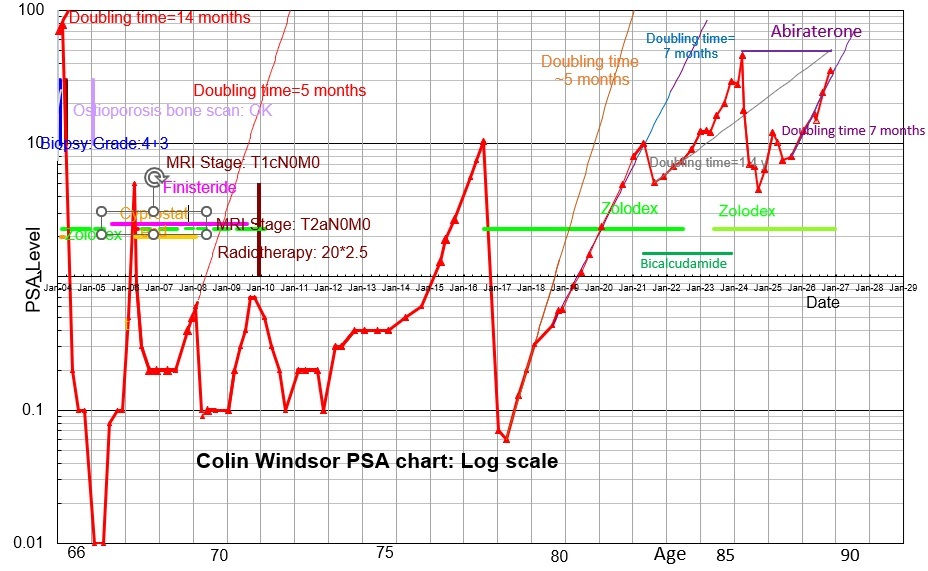 100
Doubling time=14 months
Doubling time=
7 months
Abiraterone
Doubling time
~5 months
Doubling time=5 months
Ostioporosis bone scan: OK
Doubling time 7 months
10
Biopsy:Grade:4+3
MRI Stage: T1cN0M0
Doubling time=1.4 y
Finisteride
Cyprostat
Zolodex
Zolodex
MRI Stage: T2aN0M0
Zolodex
Radiotherapy: 20*2.5
Bicalcudamide
PSA Level
1
Jan-04 Jan-05 Jan-06 Jan-07 Jan-08 Jan-09 Jan-10 Jan-11 Jan-12 Jan-13 Jan-14 Jan-15 Jan-16 Jan-17 Jan-18 Jan-19 Jan-20 Jan-21 Jan-22 Jan-23 Jan-24 Jan-25 Jan-26 Jan-27 Jan-28 Jan-29
Date
0.1
Colin Windsor PSA chart: Log scale
0.01
66 70 75 80 Age 85 90